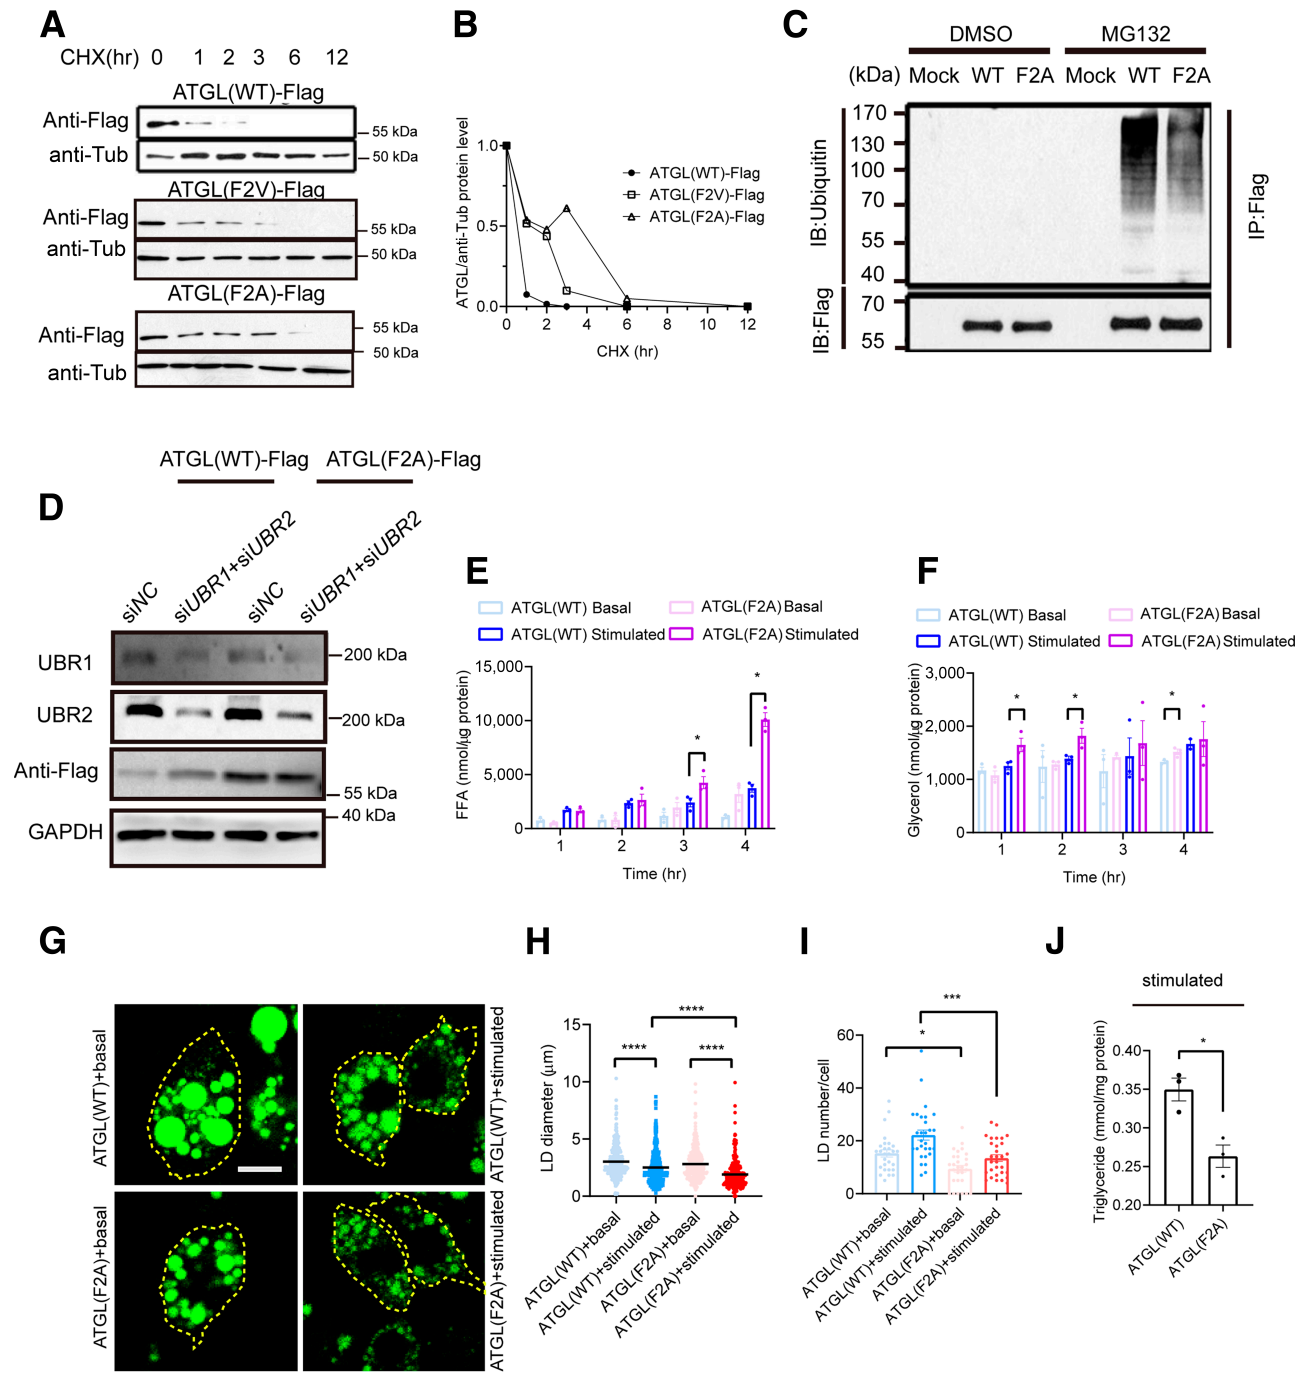 A
CHX(hr) 0 1 2 3 6 12
ATGL(WT)-Flag
Anti-Flag
55 kDa
anti-Tub
50 kDa
ATGL(F2V)-Flag
Anti-Flag
55 kDa
anti-Tub
50 kDa
ATGL(F2A)-Flag
Anti-Flag
55 kDa
50 kDa
anti-Tub
B
ATGL/anti-Tub protein level
1.0
0.5
0.0
0 2 4 6 8 10 12
CHX (hr)
ATGL(WT)-Flag
ATGL(F2V)-Flag
ATGL(F2A)-Flag
C
DMSO MG132
(kDa) Mock WT F2A Mock WT F2A
IB:Ubiquitin
170
130
100
70
55
40
IB:Flag
70
55
IP:Flag
D
ATGL(WT)-Flag ATGL(F2A)-Flag
siNC
siUBR1+siUBR2
siNC
siUBR1+siUBR2
UBR1
200 kDa
UBR2
200 kDa
Anti-Flag
55 kDa
40 kDa
GAPDH
E
ATGL(WT) Basal ATGL(F2A) Basal
ATGL(WT) Stimulated ATGL(F2A) Stimulated
FFA (nmol/μg protein)
15,000
10,000
5,000
0
* *
1 2 3 4
Time (hr)
F
ATGL(WT) Basal ATGL(F2A) Basal
ATGL(WT) Stimulated ATGL(F2A) Stimulated
Glycerol (nmol/μg protein)
3,000
2,000
1,000
0
* * *
1 2 3 4
Time (hr)
G
ATGL(WT)+basal
ATGL(WT)+stimulated
ATGL(F2A)+basal
ATGL(F2A)+stimulated
H
LD diameter (μm)
15
10
5
0
****
**** ****
ATGL(WT)+basal
ATGL(WT)+stimulated
ATGL(F2A)+basal
ATGL(F2A)+stimulated
I
LD number/cell
60
40
20
0
***
*
ATGL(WT)+basal
ATGL(WT)+stimulated
ATGL(F2A)+basal
ATGL(F2A)+stimulated
J
stimulated
Triglyceride (mmol/mg protein)
0.40
0.35
0.30
0.25
0.20
*
ATGL(WT)
ATGL(F2A)